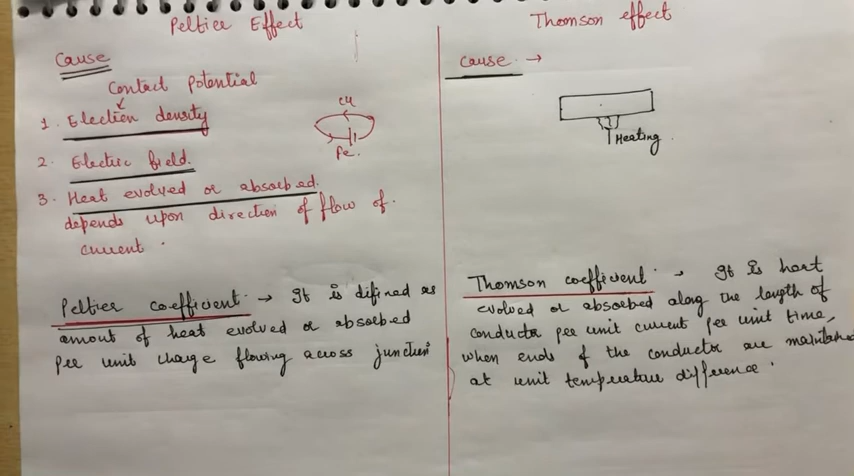 Peltier Effect
Cause
Contact Potential
1. Election density
2. Electric field.
3. Heat evolved or absorbed.
depends upon direction of flow of.
current.
Cu
Fe.
Peltier coefficient → It is difined as
amount of heat evolved or absorbed
Per unit charge flowing across junction
Thomson effect
cause. →
Heating
Thomson coefficient. → It is heat
evolved or absorbed along the length of
conductor per unit current per unit time,
when ends of the conductor are maintained
at unit temperature difference.